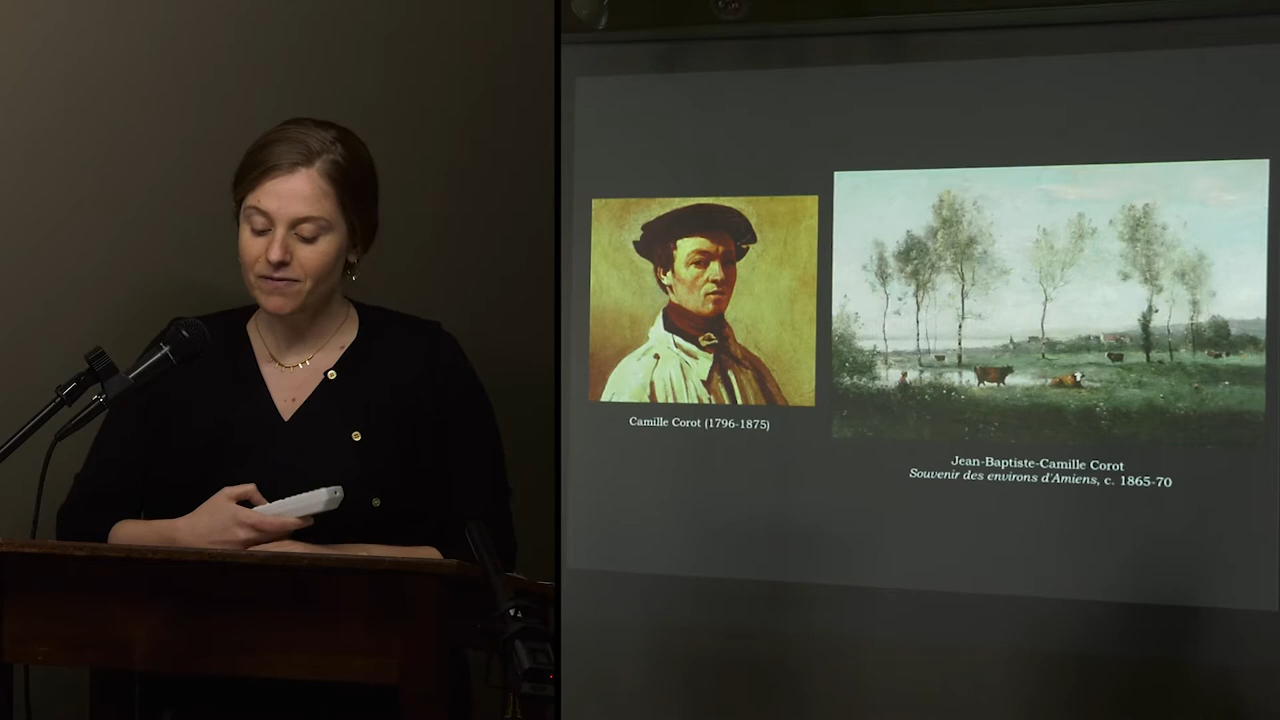 Camille Corot (1796-1875)
Jean-Baptiste-Camille Corot
Souvenir des environs d'Amiens, c. 1865-70